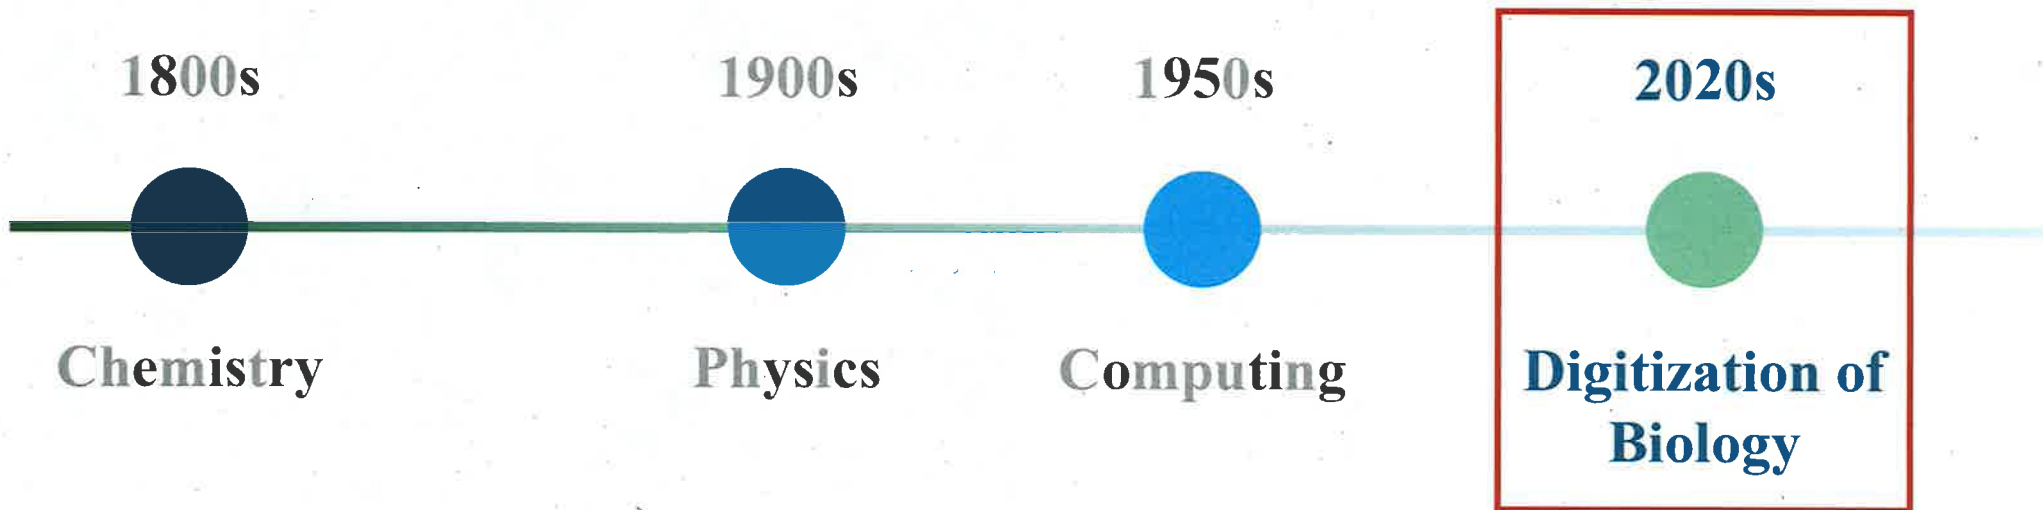 1800s
1900s
1950s
2020s
Chemistry
Physics
Computing
Digitization of
Biology